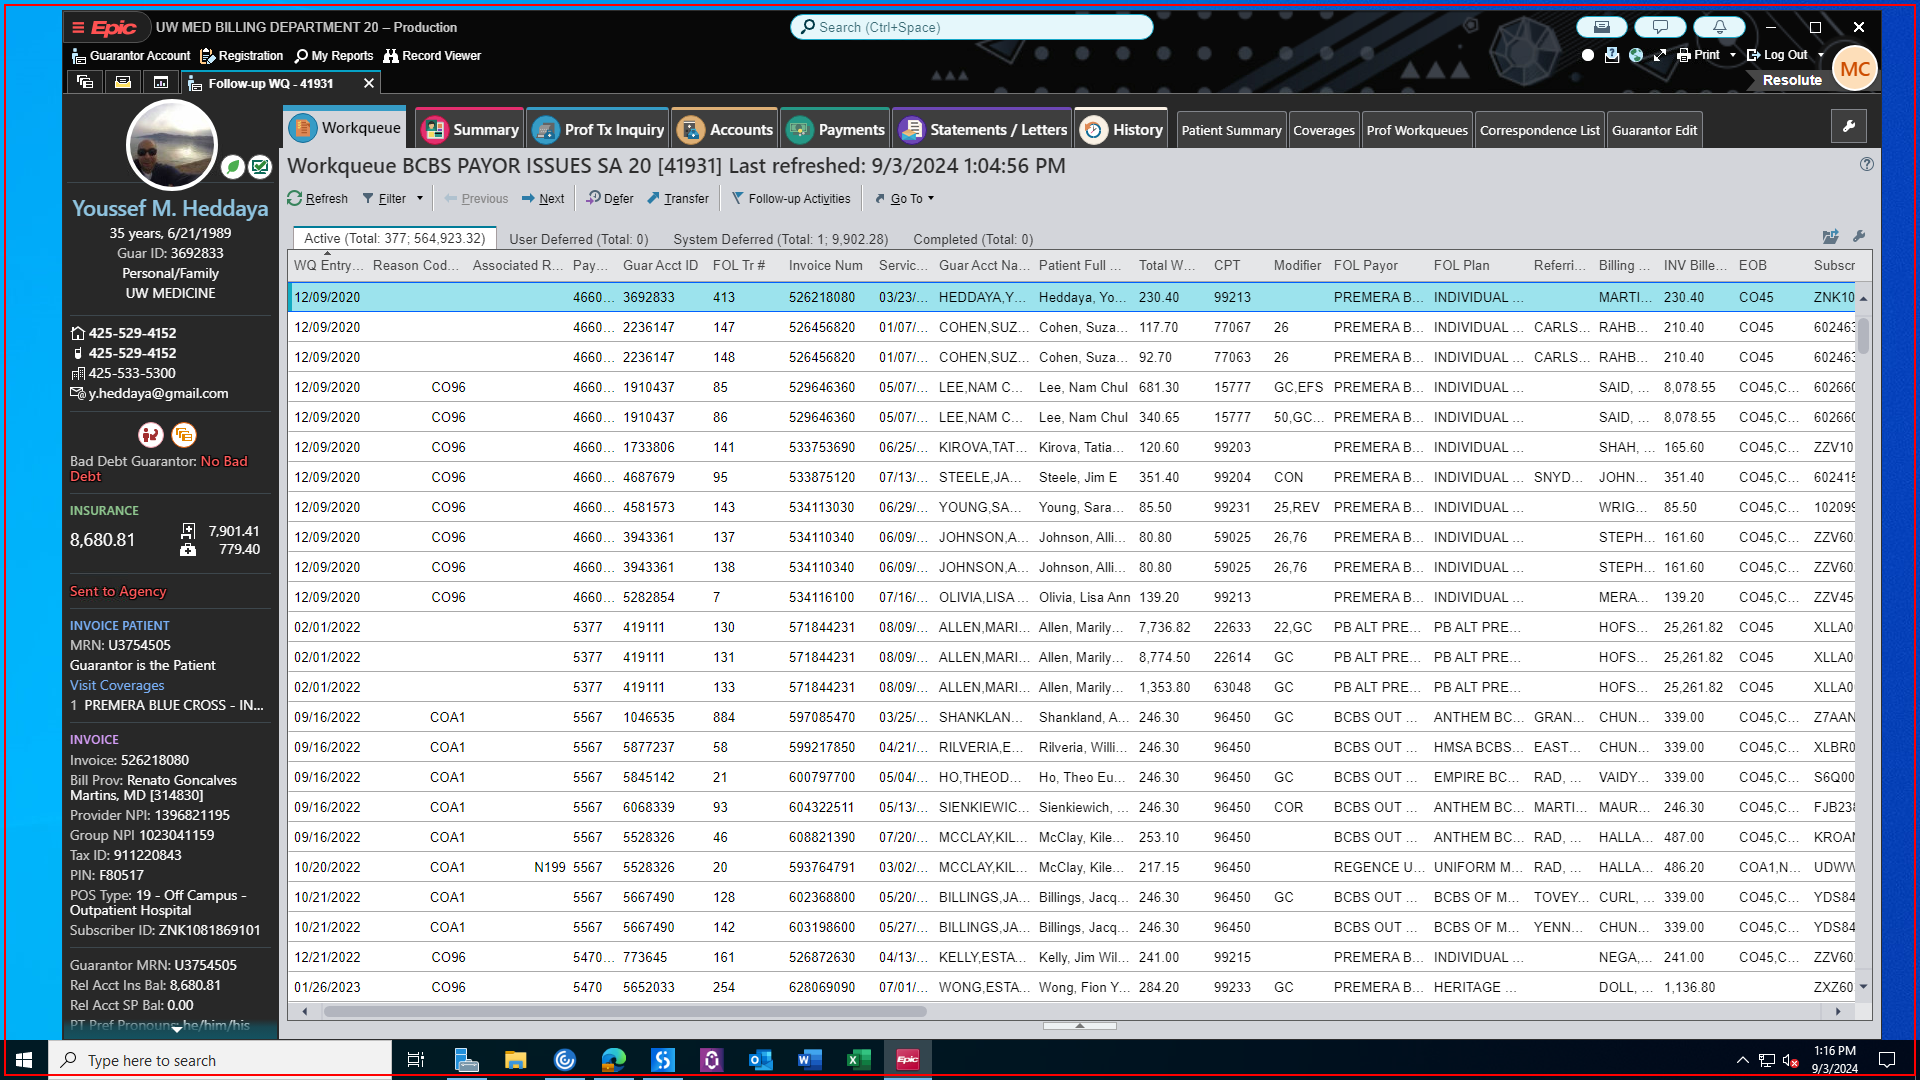 Epic UW MED BILLING DEPARTMENT 20 – Production
Search (Ctrl+Space)
Guarantor Account Registration My Reports Record Viewer
Print Log Out
MC
Resolute
Follow-up WQ - 41931
Workqueue Summary Prof Tx Inquiry Accounts Payments Statements / Letters History Patient Summary Coverages Prof Workqueues Correspondence List Guarantor Edit
Workqueue BCBS PAYOR ISSUES SA 20 [41931] Last refreshed: 9/3/2024 1:04:56 PM
Refresh Filter Previous Next Defer Transfer Follow-up Activities Go To
Active (Total: 377; 564,923.32) User Deferred (Total: 0) System Deferred (Total: 1; 9,902.28) Completed (Total: 0)
Youssef M. Heddaya
35 years, 6/21/1989
Guar ID: 3692833
Personal/Family
UW MEDICINE
425-529-4152
425-529-4152
425-533-5300
y.heddaya@gmail.com
Bad Debt Guarantor: No Bad
Debt
INSURANCE
8,680.81
7,901.41
779.40
Sent to Agency
INVOICE PATIENT
MRN: U3754505
Guarantor is the Patient
Visit Coverages
1 PREMERA BLUE CROSS - IN...
INVOICE
Invoice: 526218080
Bill Prov: Renato Goncalves
Martins, MD [314830]
Provider NPI: 1396821195
Group NPI 1023041159
Tax ID: 911220843
PIN: F80517
POS Type: 19 - Off Campus -
Outpatient Hospital
Subscriber ID: ZNK1081869101
Guarantor MRN: U3754505
Rel Acct Ins Bal: 8,680.81
Rel Acct SP Bal: 0.00
PT Pref Pronouns: he/him/his
WQ Entry... Reason Cod... Associated R... Pay... Guar Acct ID FOL Tr # Invoice Num Servic... Guar Acct Na... Patient Full ... Total W... CPT Modifier FOL Payor FOL Plan Referri... Billing ... INV Bille... EOB Subscr
12/09/2020 4660... 3692833 413 526218080 03/23/... HEDDAYA,Y... Heddaya, Yo... 230.40 99213 PREMERA B... INDIVIDUAL ... MARTI... 230.40 CO45 ZNK10
12/09/2020 4660... 2236147 147 526456820 01/07/... COHEN,SUZ... Cohen, Suza... 117.70 77067 26 PREMERA B... INDIVIDUAL ... CARLS... RAHB... 210.40 CO45 602463
12/09/2020 4660... 2236147 148 526456820 01/07/... COHEN,SUZ... Cohen, Suza... 92.70 77063 26 PREMERA B... INDIVIDUAL ... CARLS... RAHB... 210.40 CO45 602463
12/09/2020 CO96 4660... 1910437 85 529646360 05/07/... LEE,NAM C... Lee, Nam Chul 681.30 15777 GC,EFS PREMERA B... INDIVIDUAL ... SAID, ... 8,078.55 CO45,C... 602660
12/09/2020 CO96 4660... 1910437 86 529646360 05/07/... LEE,NAM C... Lee, Nam Chul 340.65 15777 50,GC... PREMERA B... INDIVIDUAL ... SAID, ... 8,078.55 CO45,C... 602660
12/09/2020 CO96 4660... 1733806 141 533753690 06/25/... KIROVA,TAT... Kirova, Tatia... 120.60 99203 PREMERA B... INDIVIDUAL ... SHAH, ... 165.60 CO45,C... ZZV10
12/09/2020 CO96 4660... 4687679 95 533875120 07/13/... STEELE,JA... Steele, Jim E 351.40 99204 CON PREMERA B... INDIVIDUAL ... SNYD... JOHN... 351.40 CO45,C... 602415
12/09/2020 CO96 4660... 4581573 143 534113030 06/29/... YOUNG,SA... Young, Sara... 85.50 99231 25,REV PREMERA B... INDIVIDUAL ... WRIG... 85.50 CO45,C... 102099
12/09/2020 CO96 4660... 3943361 137 534110340 06/09/... JOHNSON,A... Johnson, Alli... 80.80 59025 26,76 PREMERA B... INDIVIDUAL ... STEPH... 161.60 CO45,C... ZZV60
12/09/2020 CO96 4660... 3943361 138 534110340 06/09/... JOHNSON,A... Johnson, Alli... 80.80 59025 26,76 PREMERA B... INDIVIDUAL ... STEPH... 161.60 CO45,C... ZZV60
12/09/2020 CO96 4660... 5282854 7 534116100 07/16/... OLIVIA,LISA ... Olivia, Lisa Ann 139.20 99213 PREMERA B... INDIVIDUAL ... MERA... 139.20 CO45,C... ZZV45
02/01/2022 5377 419111 130 571844231 08/09/... ALLEN,MARI... Allen, Marily... 7,736.82 22633 22,GC PB ALT PRE... PB ALT PRE... HOFS... 25,261.82 CO45 XLLA0
02/01/2022 5377 419111 131 571844231 08/09/... ALLEN,MARI... Allen, Marily... 8,774.50 22614 GC PB ALT PRE... PB ALT PRE... HOFS... 25,261.82 CO45 XLLA0
02/01/2022 5377 419111 133 571844231 08/09/... ALLEN,MARI... Allen, Marily... 1,353.80 63048 GC PB ALT PRE... PB ALT PRE... HOFS... 25,261.82 CO45 XLLA0
09/16/2022 COA1 5567 1046535 884 597085470 03/25/... SHANKLAN... Shankland, A... 246.30 96450 GC BCBS OUT ... ANTHEM BC... GRAN... CHUN... 339.00 CO45,C... Z7AAN
09/16/2022 COA1 5567 5877237 58 599217850 04/21/... RILVERIA,E... Rilveria, Willi... 246.30 96450 BCBS OUT ... HMSA BCBS... EAST... CHUN... 339.00 CO45,C... XLBR0
09/16/2022 COA1 5567 5845142 21 600797700 05/04/... HO,THEOD... Ho, Theo Eu... 246.30 96450 GC BCBS OUT ... EMPIRE BC... RAD, ... VAIDY... 339.00 CO45,C... S6Q00
09/16/2022 COA1 5567 6068339 93 604322511 05/13/... SIENKIEWIC... Sienkiewich, ... 246.30 96450 COR BCBS OUT ... ANTHEM BC... MARTI... MAUR... 246.30 CO45,C... FJB238
09/16/2022 COA1 5567 5528326 46 608821390 07/20/... MCCLAY,KIL... McClay, Kile... 253.10 96450 BCBS OUT ... ANTHEM BC... RAD, ... HALLA... 487.00 CO45,C... KROAN
10/20/2022 COA1 N199 5567 5528326 20 593764791 03/02/... MCCLAY,KIL... McClay, Kile... 217.15 96450 REGENCE U... UNIFORM M... RAD, ... HALLA... 486.20 COA1,N... UDWW
10/21/2022 COA1 5567 5667490 128 602368800 05/20/... BILLINGS,JA... Billings, Jacq... 246.30 96450 GC BCBS OUT ... BCBS OF M... TOVEY... CURL, ... 339.00 CO45,C... YDS84
10/21/2022 COA1 5567 5667490 142 603198600 05/27/... BILLINGS,JA... Billings, Jacq... 246.30 96450 BCBS OUT ... BCBS OF M... YENN... CHUN... 339.00 CO45,C... YDS84
12/21/2022 CO96 5470... 773645 161 526872630 04/13/... KELLY,ESTA... Kelly, Jim Wil... 241.00 99215 PREMERA B... INDIVIDUAL ... NEGA,... 241.00 CO45,C... ZZV60
01/26/2023 CO96 5470 5652033 254 628069090 07/01/... WONG,ESTA... Wong, Fion Y... 284.20 99233 GC PREMERA B... HERITAGE ... DOLL, ... 1,136.80 ZXZ60
Type here to search
Epic
1:16 PM
9/3/2024